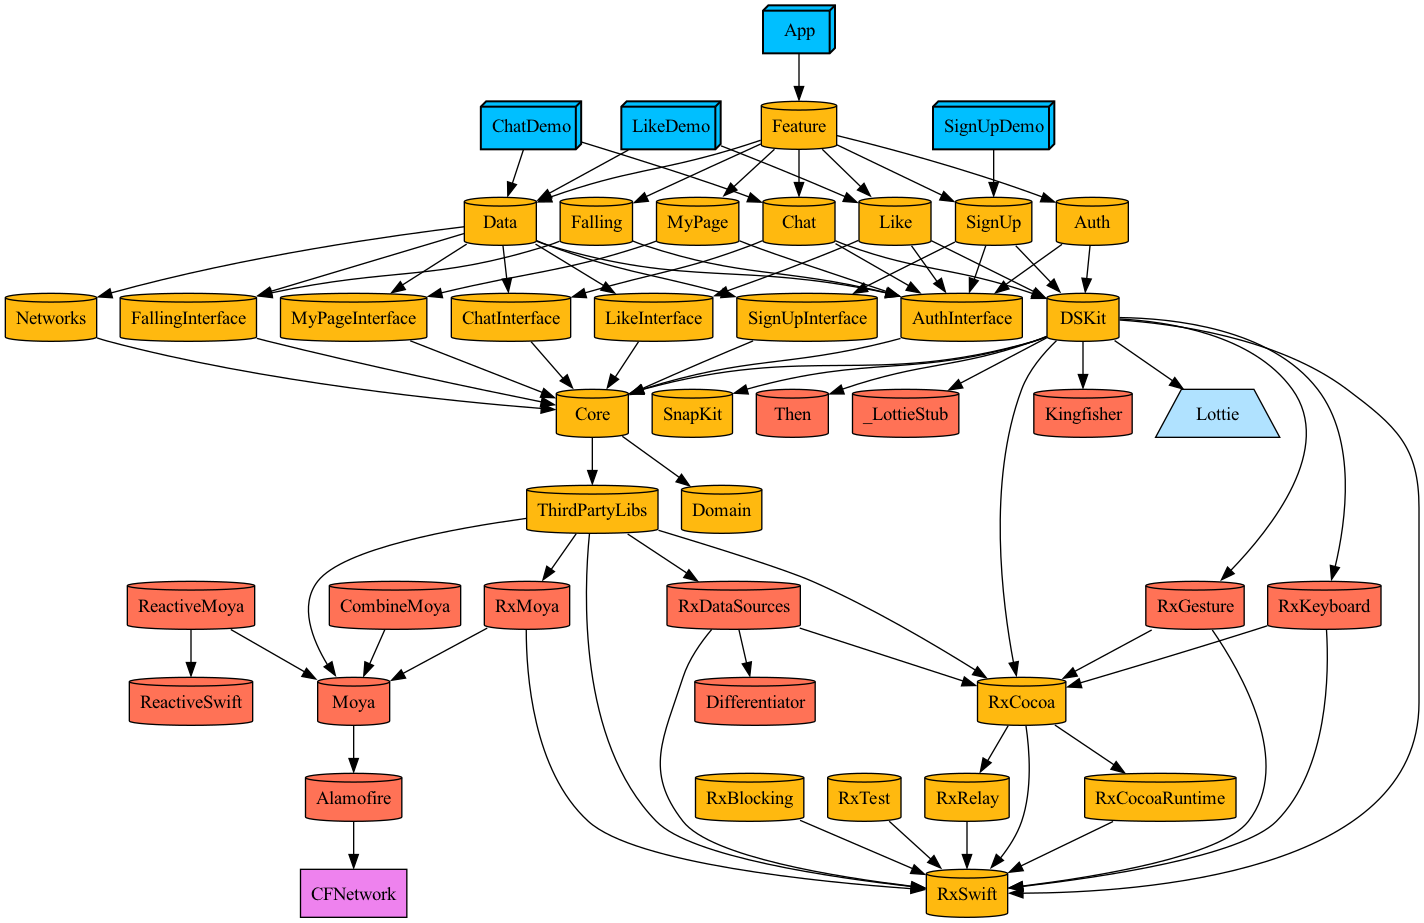 App
Feature
ChatDemo
LikeDemo
SignUpDemo
Data
Falling
MyPage
Chat
Like
SignUp
Auth
Networks
FallingInterface
MyPageInterface
ChatInterface
LikeInterface
SignUpInterface
AuthInterface
DSKit
Core
SnapKit
Then
_LottieStub
Kingfisher
Lottie
ThirdPartyLibs
Domain
ReactiveMoya
CombineMoya
RxMoya
RxDataSources
RxGesture
RxKeyboard
ReactiveSwift
Moya
Differentiator
RxCocoa
Alamofire
RxBlocking
RxTest
RxRelay
RxCocoaRuntime
CFNetwork
RxSwift